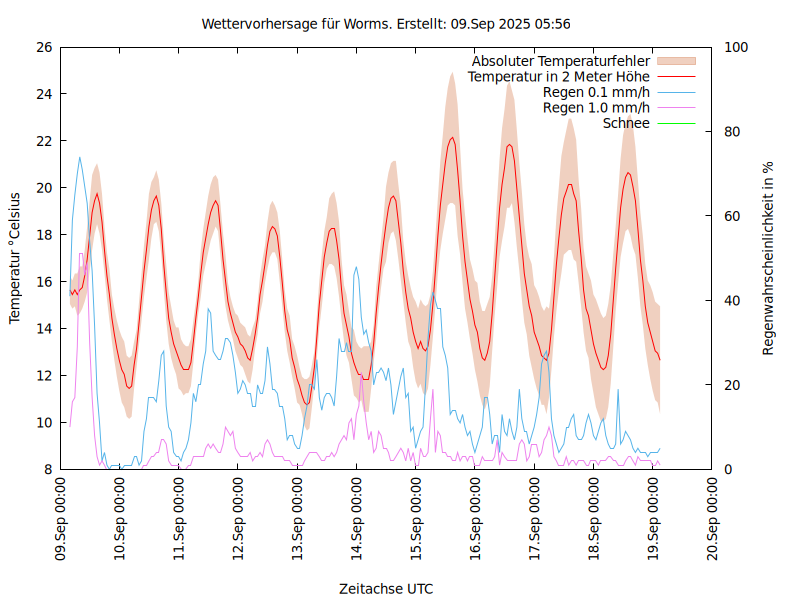 Wettervorhersage für Worms. Erstellt: 09.Sep 2025 05:56
Absoluter Temperaturfehler
Temperatur in 2 Meter Höhe
Regen 0.1 mm/h
Regen 1.0 mm/h
Schnee
Temperatur °Celsius
26
24
22
20
18
16
14
12
10
8
Regenwahrscheinlichkeit in %
100
80
60
40
20
0
09.Sep 00:00
10.Sep 00:00
11.Sep 00:00
12.Sep 00:00
13.Sep 00:00
14.Sep 00:00
15.Sep 00:00
16.Sep 00:00
17.Sep 00:00
18.Sep 00:00
19.Sep 00:00
20.Sep 00:00
Zeitachse UTC